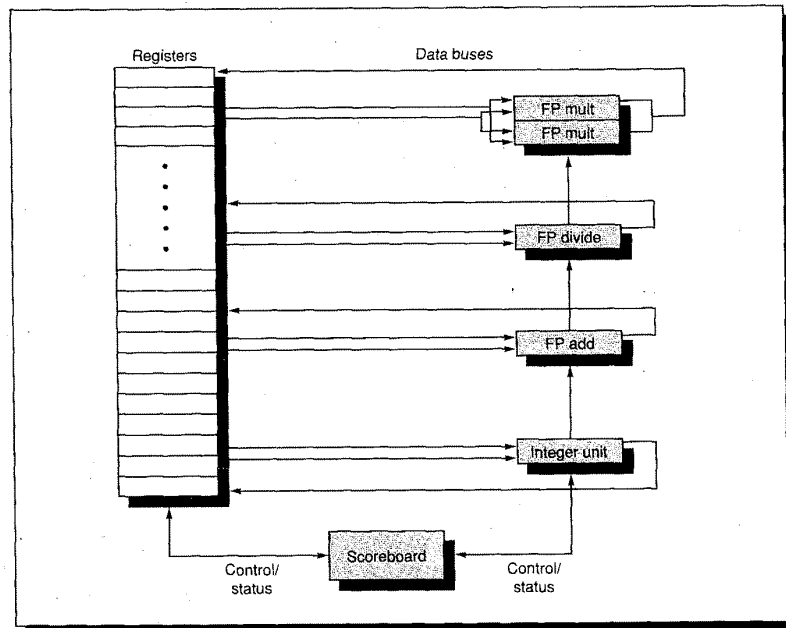 Registers
Data buses
FP mult
FP mult
FP divide
FP add
Integer unit
Scoreboard
Control/
status
Control/
status